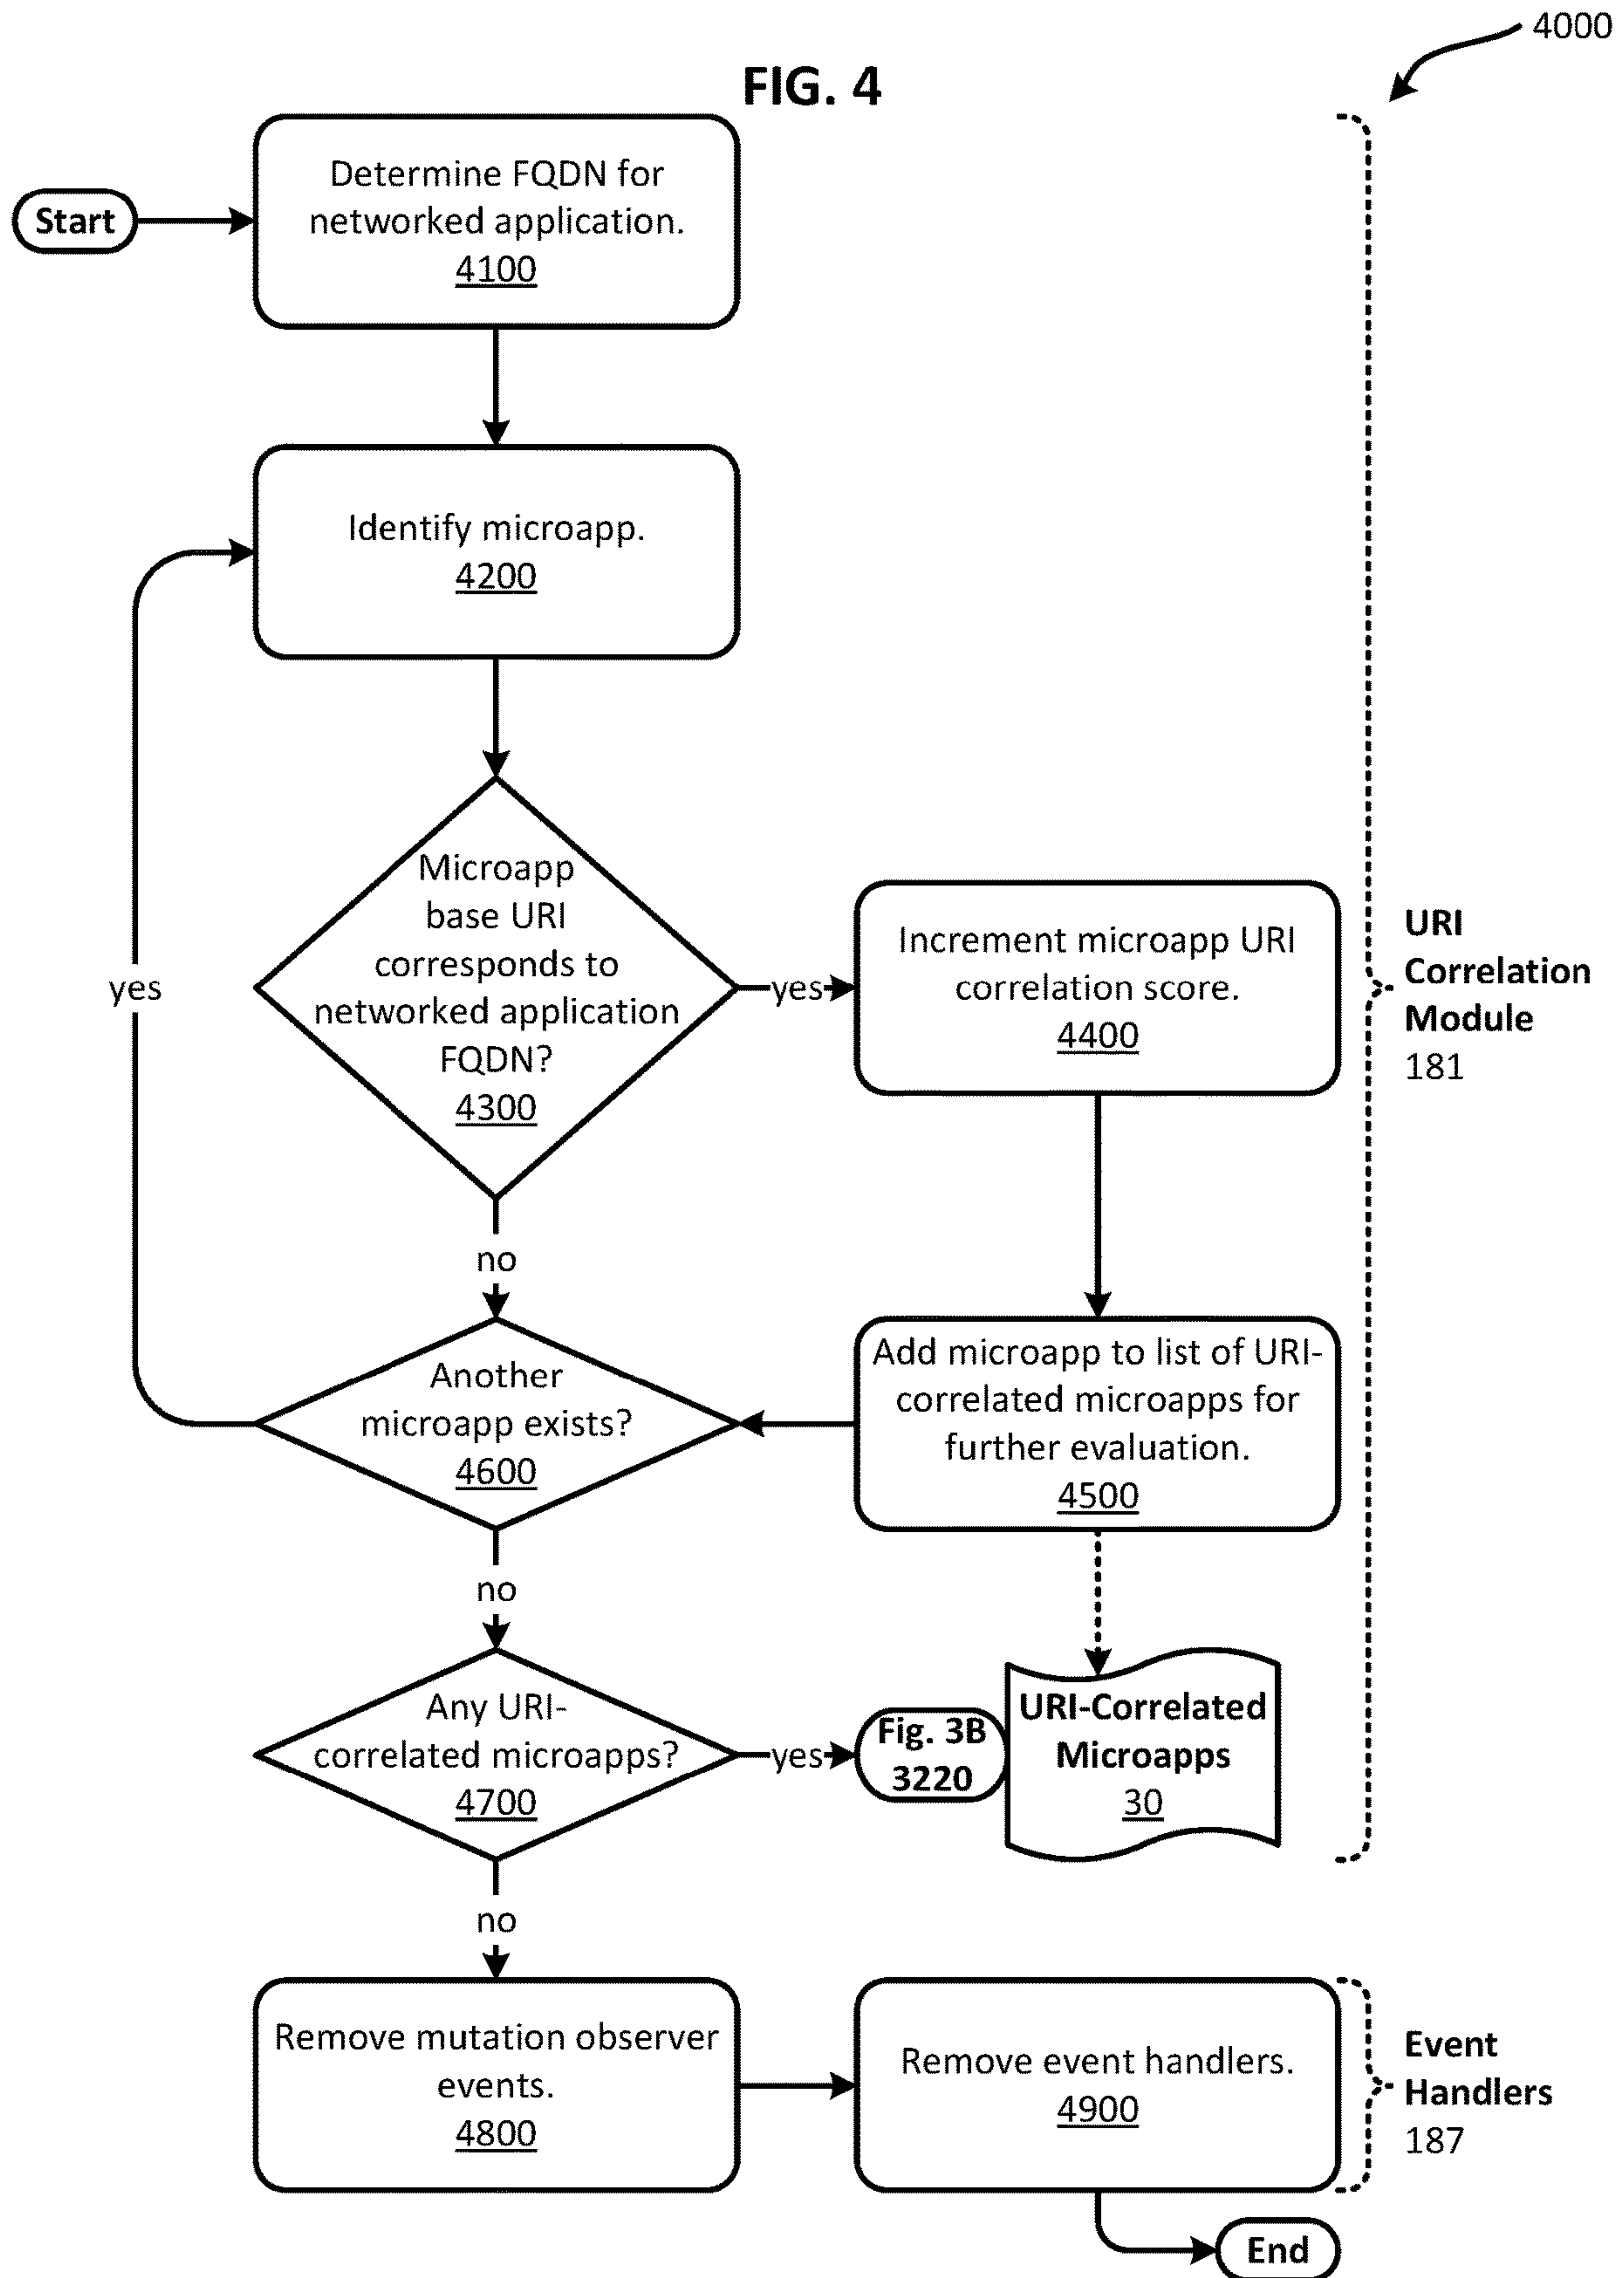 4000
FIG. 4
Start
Determine FQDN for
networked application.
4100
Identify microapp.
4200
Microapp
base URI
corresponds to
networked application
FQDN?
4300
yes
yes
Increment microapp URI
correlation score.
4400
URI
Correlation
Module
181
no
Another
microapp exists?
4600
Add microapp to list of URI-
correlated microapps for
further evaluation.
4500
no
Any URI-
correlated microapps?
4700
yes
Fig. 3B
3220
URI-Correlated
Microapps
30
no
Remove mutation observer
events.
4800
Remove event handlers.
4900
Event
Handlers
187
End